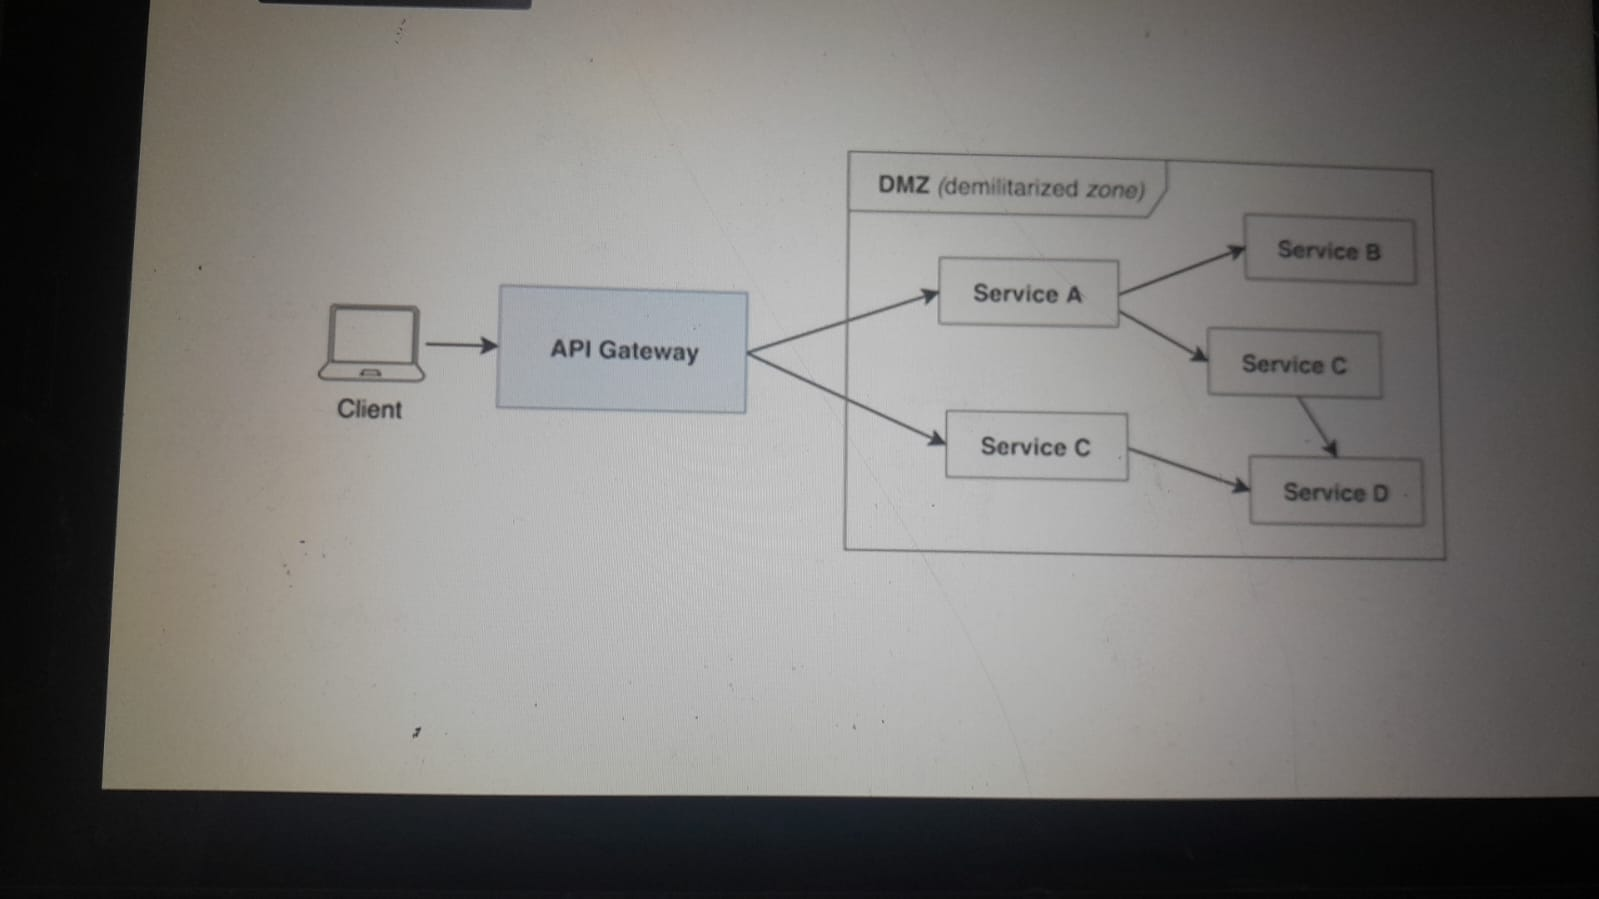 DMZ (demilitarized zone)
Service B
Service A
Service C
API Gateway
Client
Service C
Service D